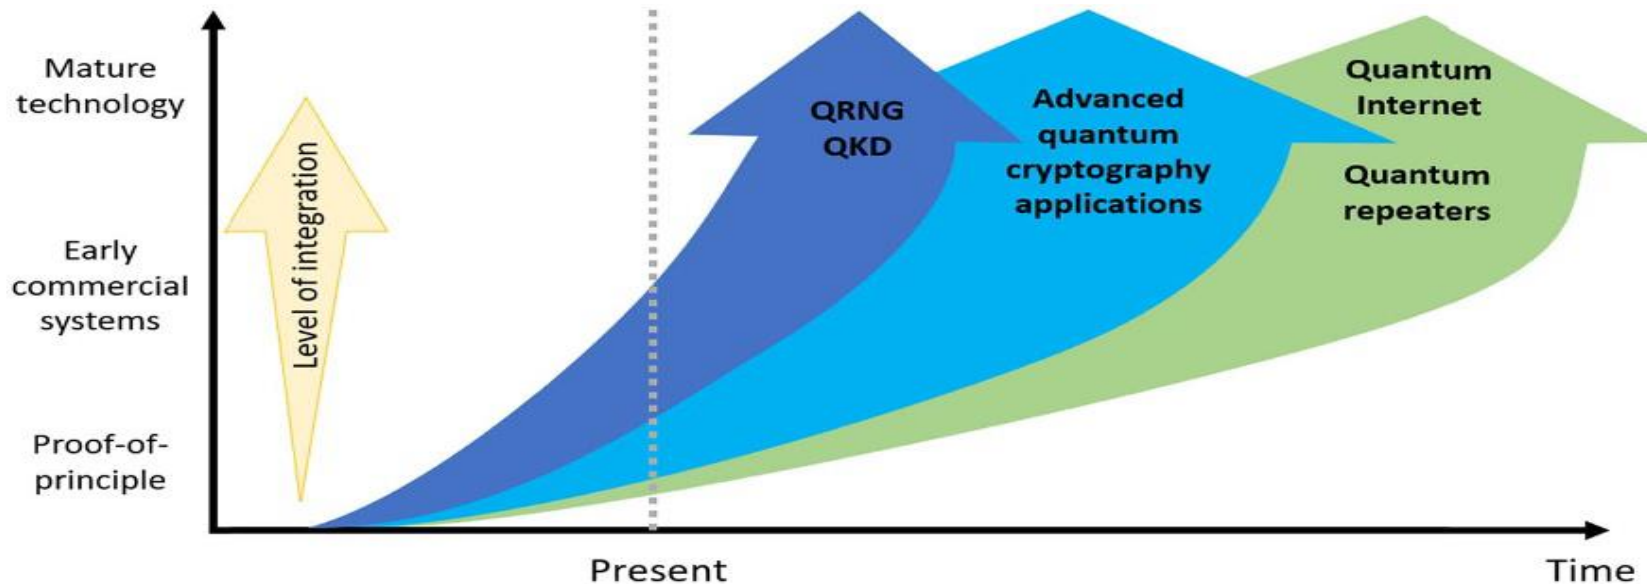 Mature
technology
Early
commercial
systems
Proof-of-
principle
Level of integration
QRNG
QKD
Advanced
quantum
cryptography
applications
Quantum
Internet
Quantum
repeaters
Present
Time